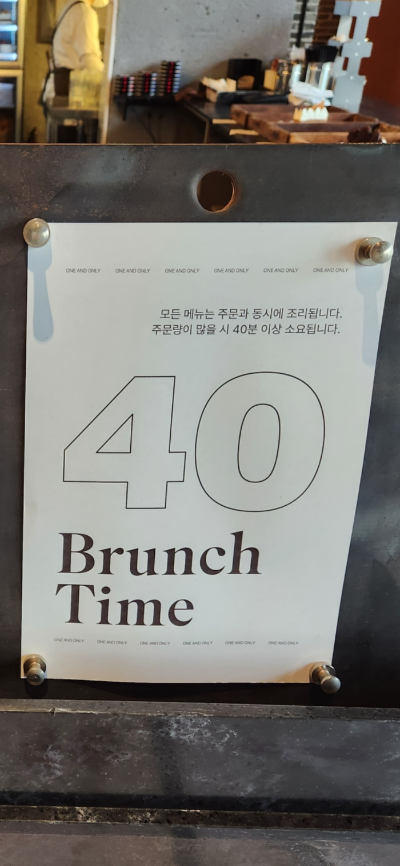 ONE AND ONLY ONE AND ONLY ONE AND ONLY ONE AND ONLY ONE AND ONLY ONE AND ONLY
모든 메뉴는 주문과 동시에 조리됩니다.
주문량이 많을 시 40분 이상 소요됩니다.
40
Brunch
Time
ONE AND ONLY ONE AND ONLY ONE AND ONLY ONE AND ONLY ONE AND ONLY ONE AND ONLY